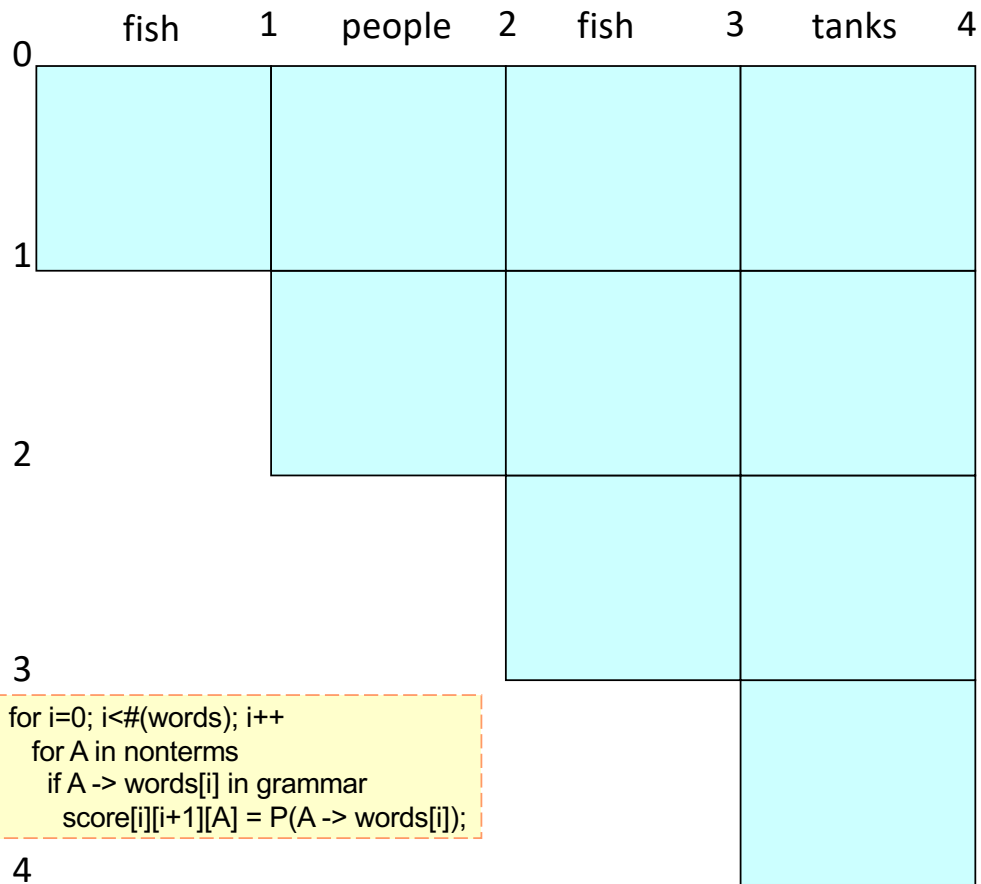 fish 1 people 2 fish 3 tanks 4
0
1
2
3
for i=0; i<#(words); i++
for A in nonterms
if A -> words[i] in grammar
score[i][i+1][A] = P(A -> words[i]);
4